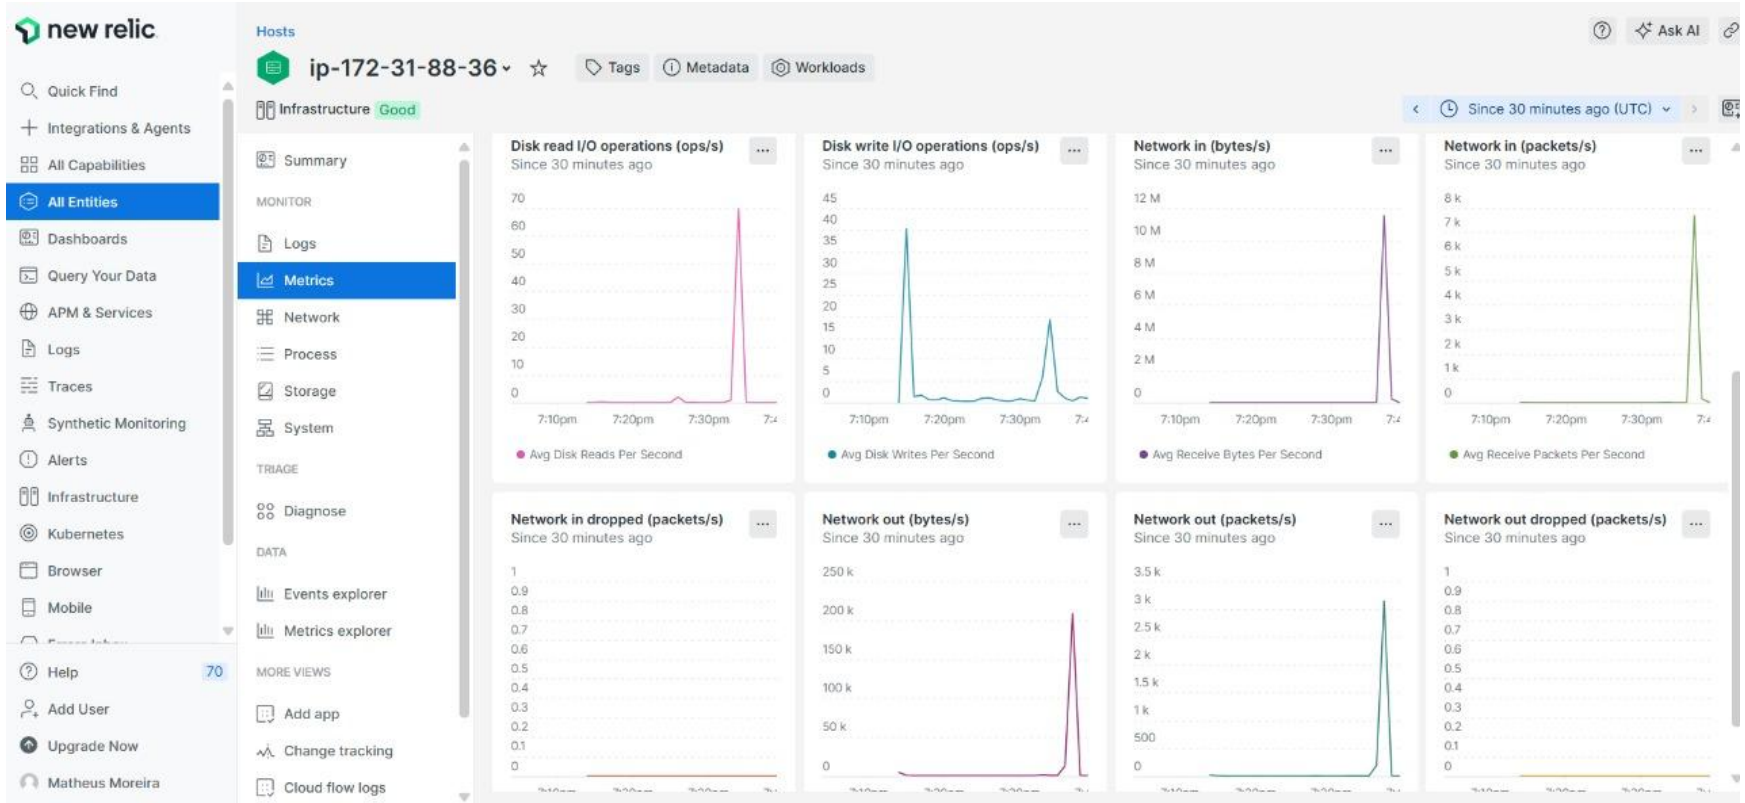 new relic
Quick Find
Integrations & Agents
All Capabilities
All Entities
Dashboards
Query Your Data
APM & Services
Logs
Traces
Synthetic Monitoring
Alerts
Infrastructure
Kubernetes
Browser
Mobile
Help 70
Add User
Upgrade Now
Matheus Moreira
Hosts
ip-172-31-88-36
Tags Metadata Workloads
Ask AI
Infrastructure Good
Since 30 minutes ago (UTC)
Summary
MONITOR
Logs
Metrics
Network
Process
Storage
System
TRIAGE
Diagnose
DATA
Events explorer
Metrics explorer
MORE VIEWS
Add app
Change tracking
Cloud flow logs
Disk read I/O operations (ops/s)
Since 30 minutes ago
70
60
50
40
30
20
10
0
7:10pm 7:20pm 7:30pm
Avg Disk Reads Per Second
Disk write I/O operations (ops/s)
Since 30 minutes ago
45
40
35
30
25
20
15
10
5
0
7:10pm 7:20pm 7:30pm
Avg Disk Writes Per Second
Network in (bytes/s)
Since 30 minutes ago
12 M
10 M
8 M
6 M
4 M
2 M
0
7:10pm 7:20pm 7:30pm
Avg Receive Bytes Per Second
Network in (packets/s)
Since 30 minutes ago
8 k
7 k
6 k
5 k
4 k
3 k
2 k
1 k
0
7:10pm 7:20pm 7:30pm
Avg Receive Packets Per Second
Network in dropped (packets/s)
Since 30 minutes ago
1
0.9
0.8
0.7
0.6
0.5
0.4
0.3
0.2
0.1
0
Network out (bytes/s)
Since 30 minutes ago
250 k
200 k
150 k
100 k
50 k
0
Network out (packets/s)
Since 30 minutes ago
3.5 k
3 k
2.5 k
2 k
1.5 k
1 k
500
0
Network out dropped (packets/s)
Since 30 minutes ago
1
0.9
0.8
0.7
0.6
0.5
0.4
0.3
0.2
0.1
0